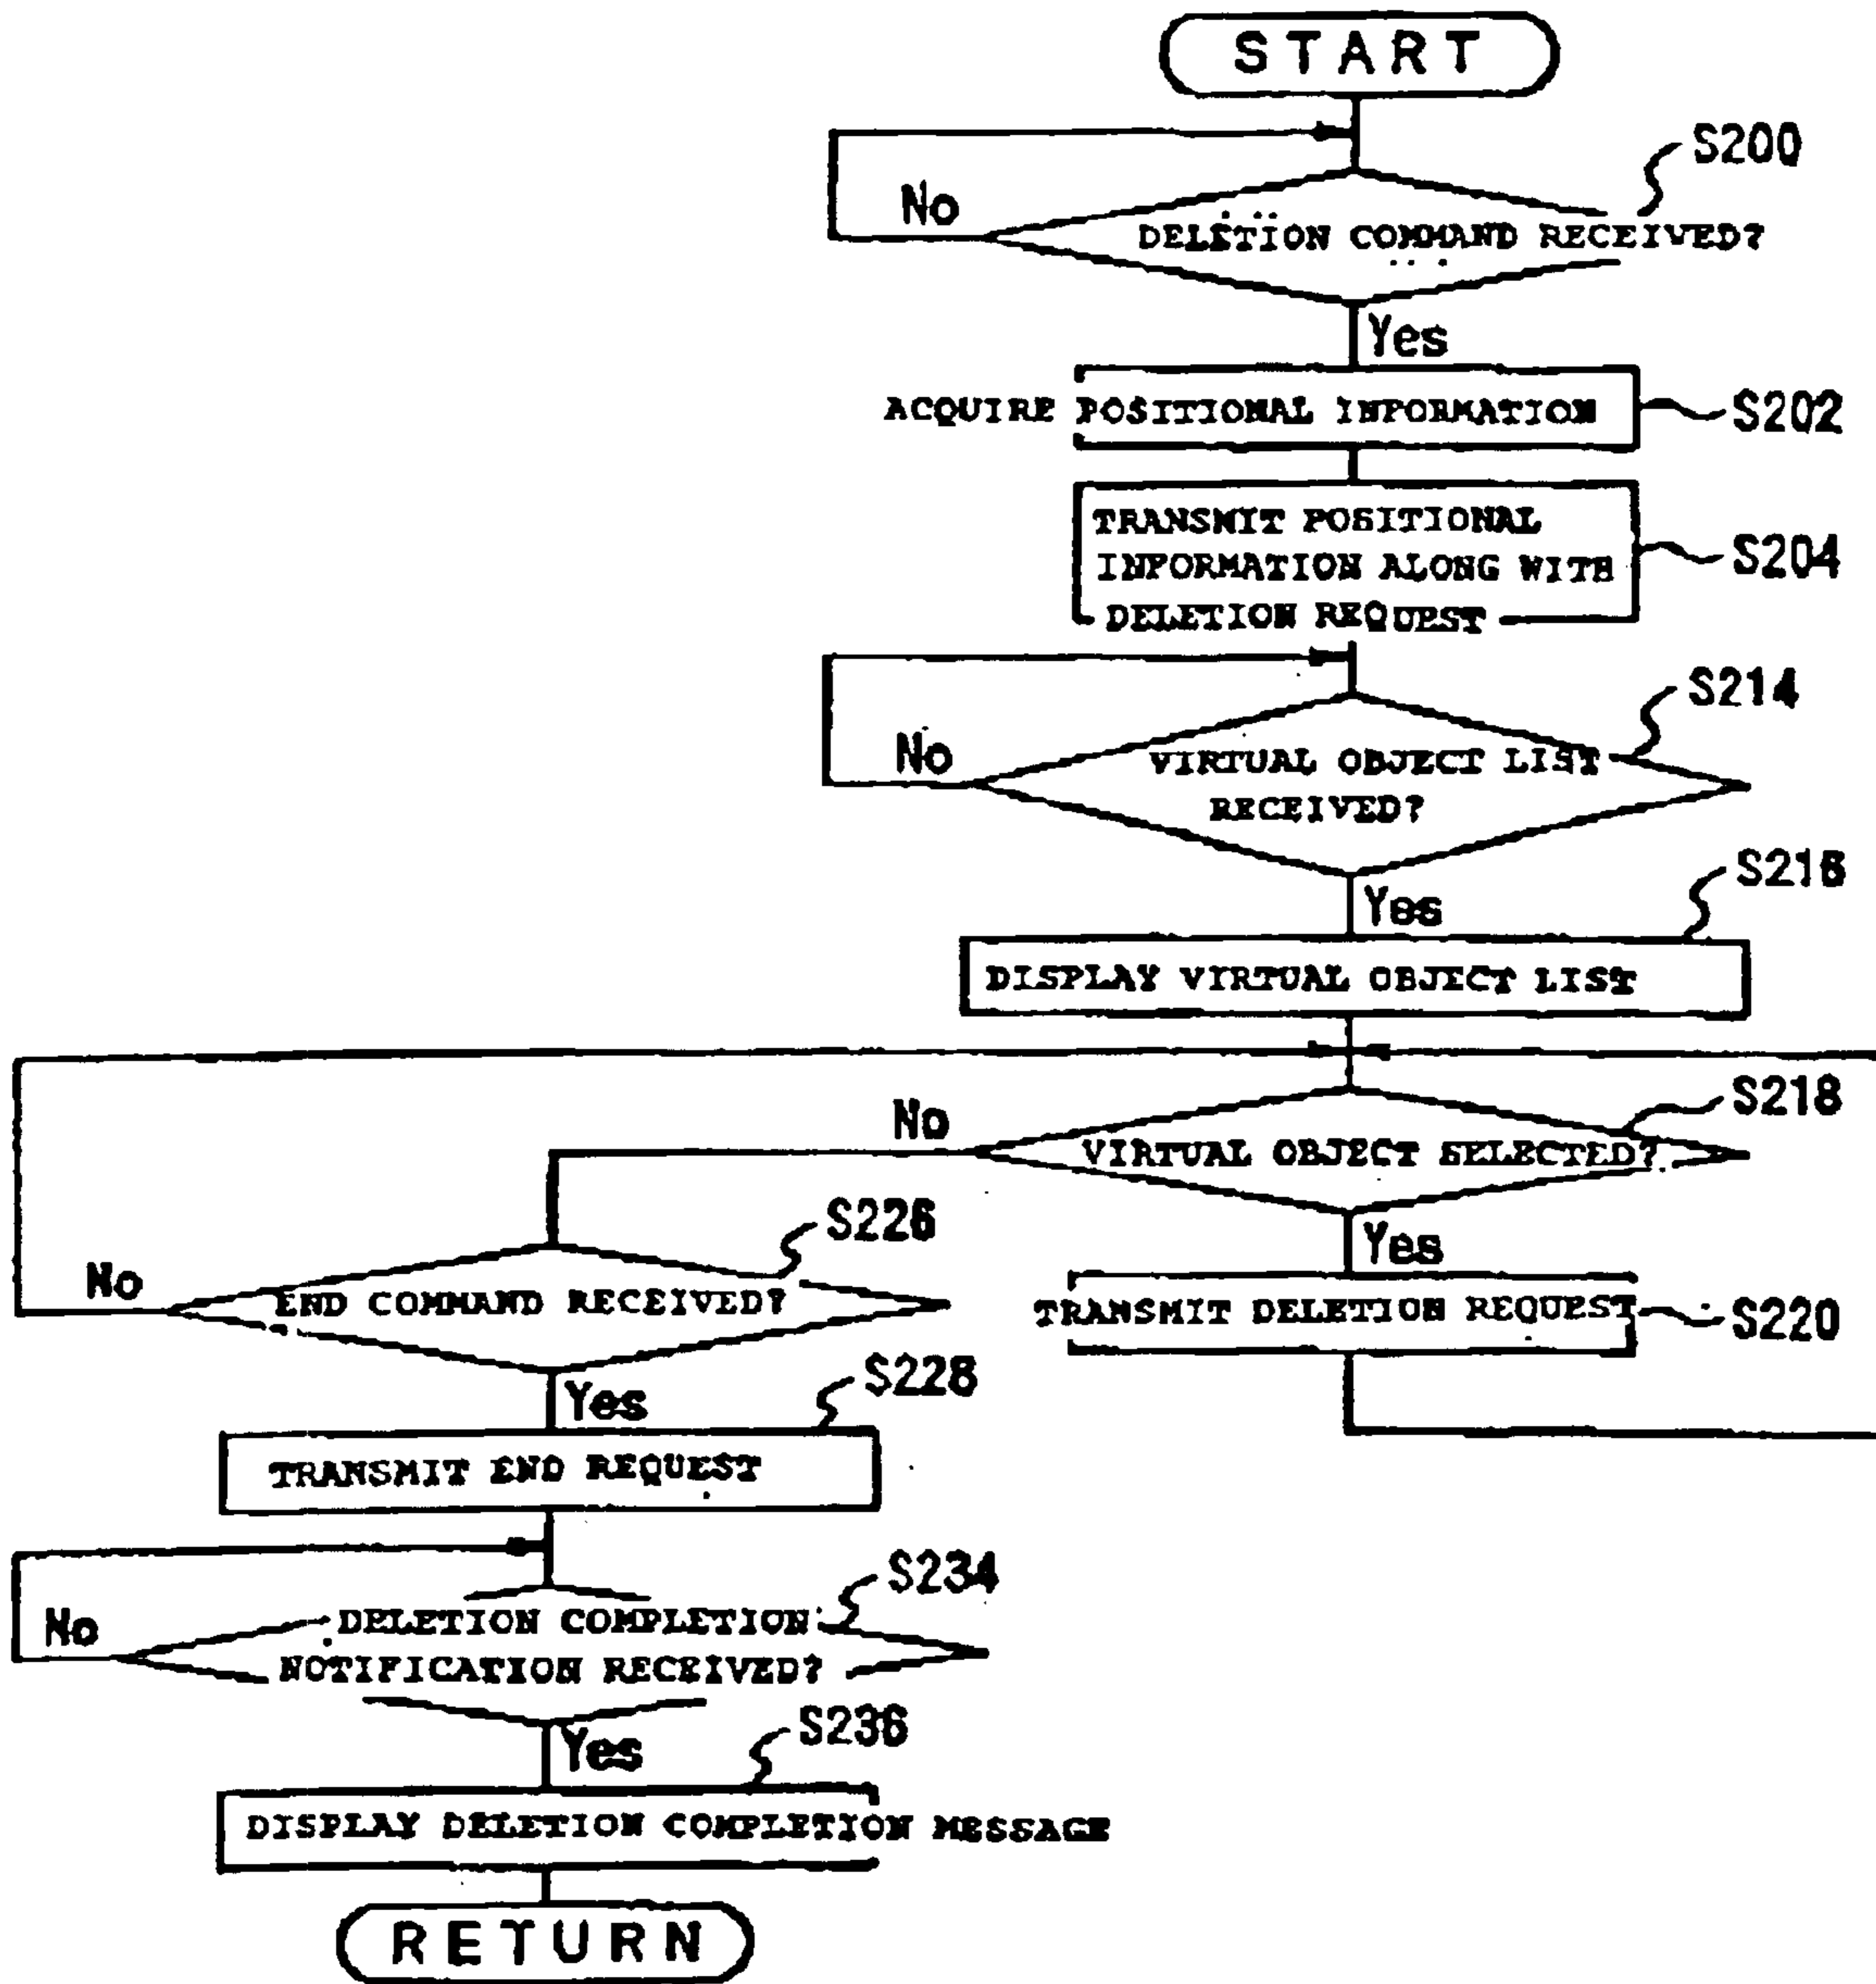 START
S200
No
DELETION COMMAND RECEIVED?
Yes
ACQUIRE POSITIONAL INFORMATION
S202
TRANSMIT POSITIONAL
INFORMATION ALONG WITH
DELETION REQUEST
S204
S214
No
VIRTUAL OBJECT LIST
RECEIVED?
Yes
S216
DISPLAY VIRTUAL OBJECT LIST
S218
No
VIRTUAL OBJECT SELECTED?
Yes
S226
No
END COMMAND RECEIVED?
TRANSMIT DELETION REQUEST
S220
Yes
S228
TRANSMIT END REQUEST
S234
No
DELETION COMPLETION
NOTIFICATION RECEIVED?
Yes
S236
DISPLAY DELETION COMPLETION MESSAGE
RETURN